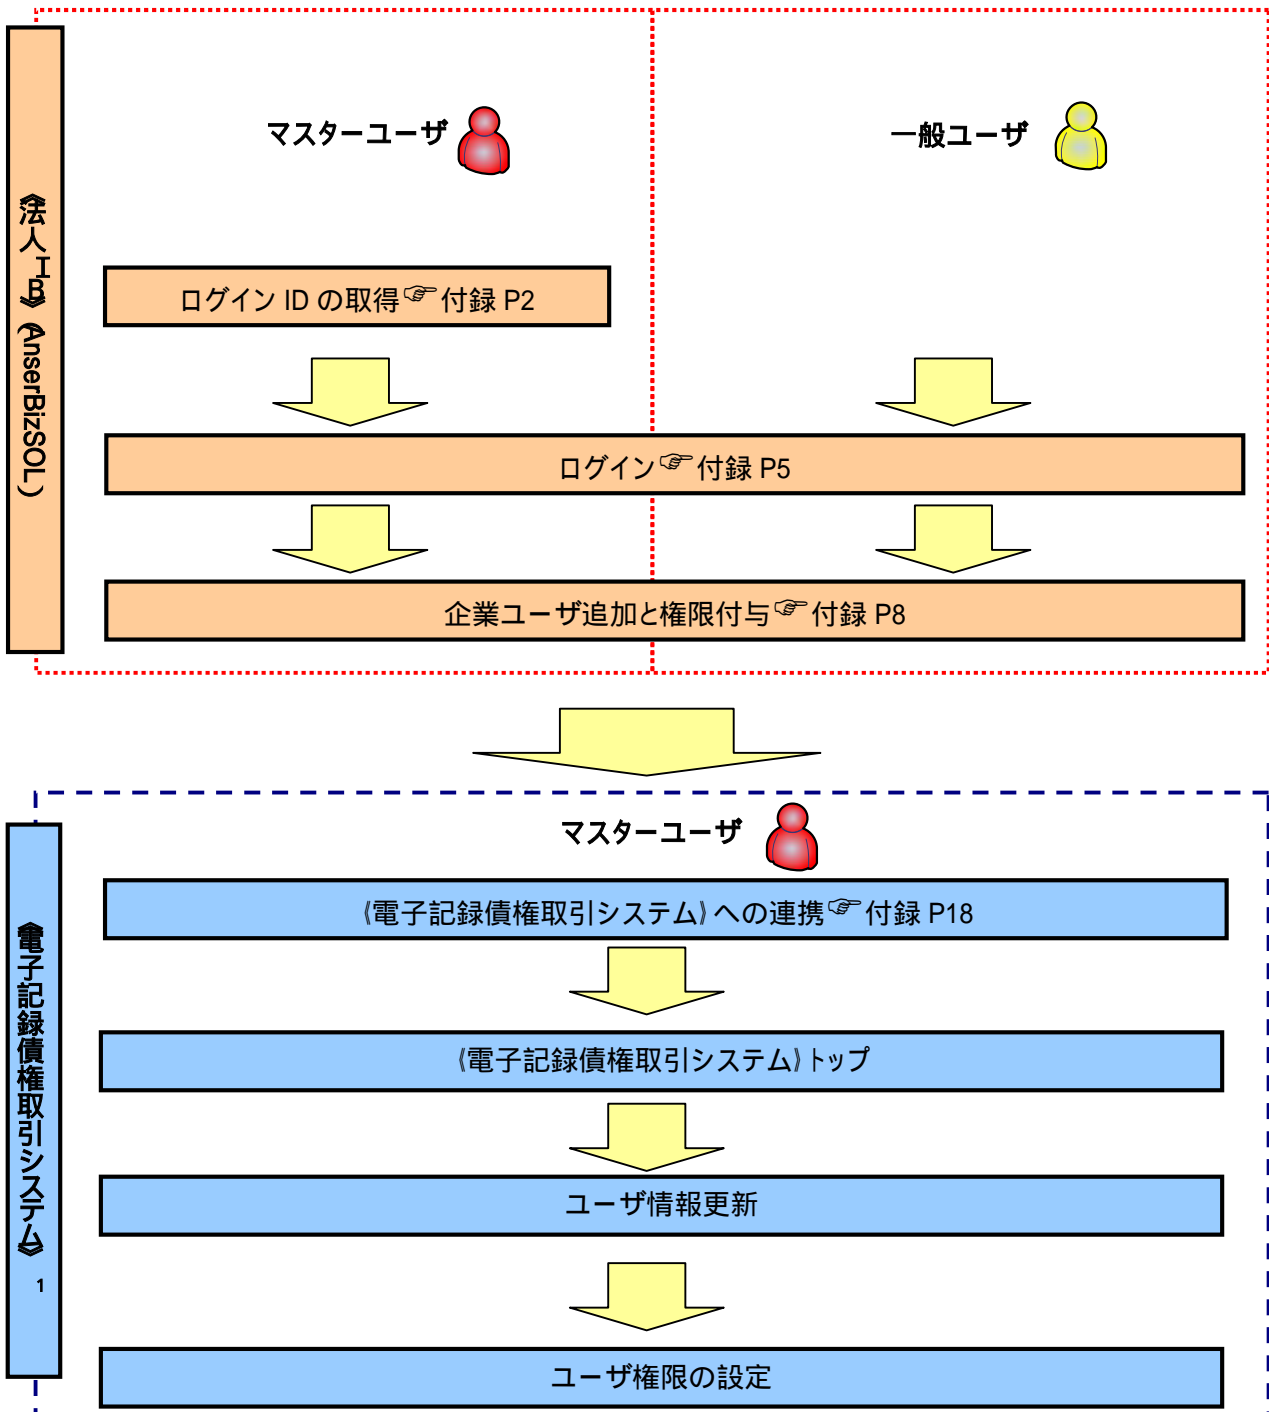 《法人IB》(AnserBizSOL)
マスターユーザ
一般ユーザ
ログイン ID の取得☞付録 P2
ログイン☞付録 P5
企業ユーザ追加と権限付与☞付録 P8
《電子記録債権取引システム》1
マスターユーザ
《電子記録債権取引システム》への連携☞付録 P18
《電子記録債権取引システム》トップ
ユーザ情報更新
ユーザ権限の設定